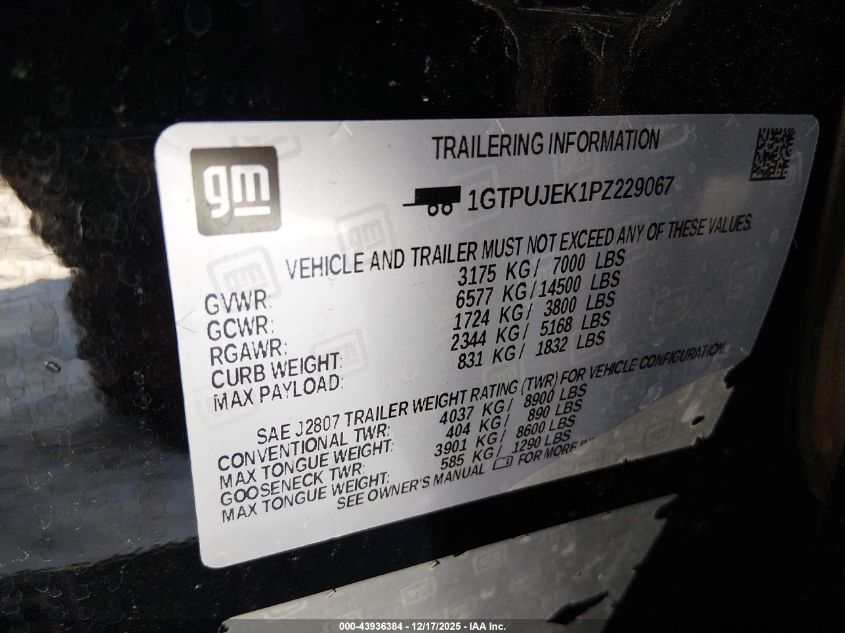 gm
TRAILERING INFORMATION
1GTPUJEK1PZ229067
VEHICLE AND TRAILER MUST NOT EXCEED ANY OF THESE VALUES.
GVWR: 3175 KG/ 7000 LBS
GCWR: 6577 KG/14500 LBS
RGAWR: 1724 KG/ 3800 LBS
CURB WEIGHT: 2344 KG/ 5168 LBS
MAX PAYLOAD: 831 KG/ 1832 LBS
SAE J2807 TRAILER WEIGHT RATING (TWR) FOR VEHICLE CONFIGURATION.
CONVENTIONAL TWR: 4037 KG/ 8900 LBS
MAX TONGUE WEIGHT: 404 KG/ 890 LBS
GOOSENECK TWR: 3901 KG/ 8600 LBS
MAX TONGUE WEIGHT: 585 KG/ 1290 LBS
SEE OWNER'S MANUAL FOR MORE
000-43936384 | 12/17/2025 - IAA Inc.